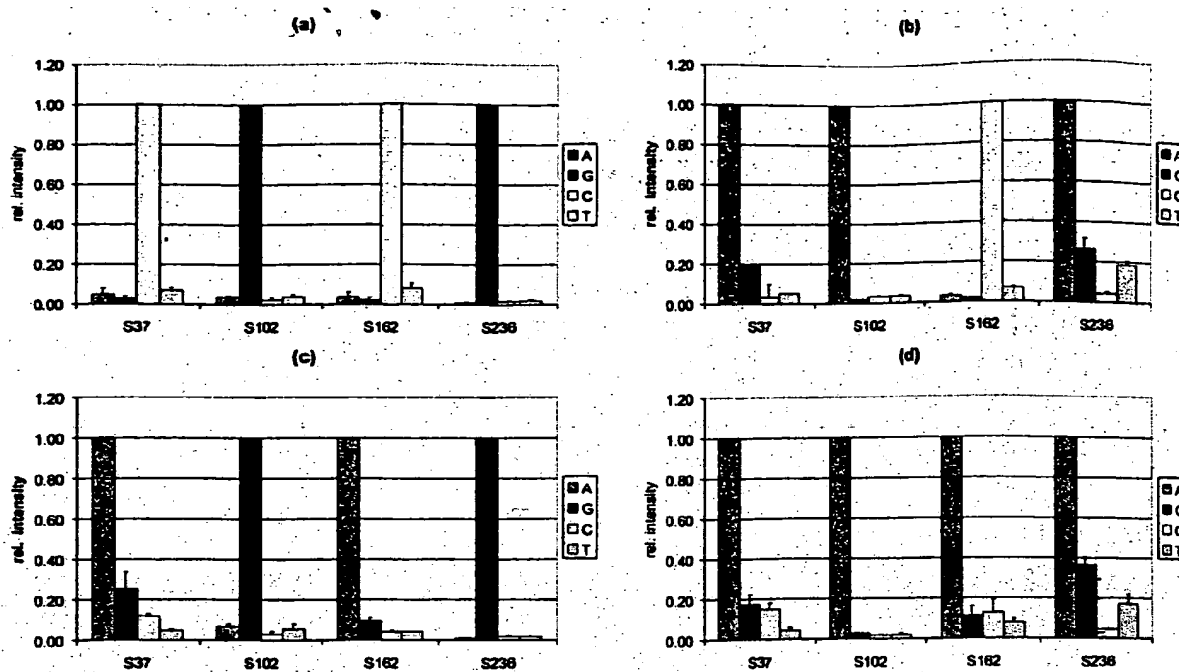 (a)
1.20
1.00
0.80
0.60
0.40
0.20
0.00
rel. intensity
S37
S102
S162
S236
A
G
C
T
(b)
1.20
1.00
0.80
0.60
0.40
0.20
0.00
rel. intensity
S37
S102
S162
S236
A
G
C
T
(c)
1.20
1.00
0.80
0.60
0.40
0.20
0.00
rel. intensity
S37
S102
S162
S236
A
G
C
T
(d)
1.20
1.00
0.80
0.60
0.40
0.20
0.00
rel. intensity
S37
S102
S162
S236
A
G
C
T